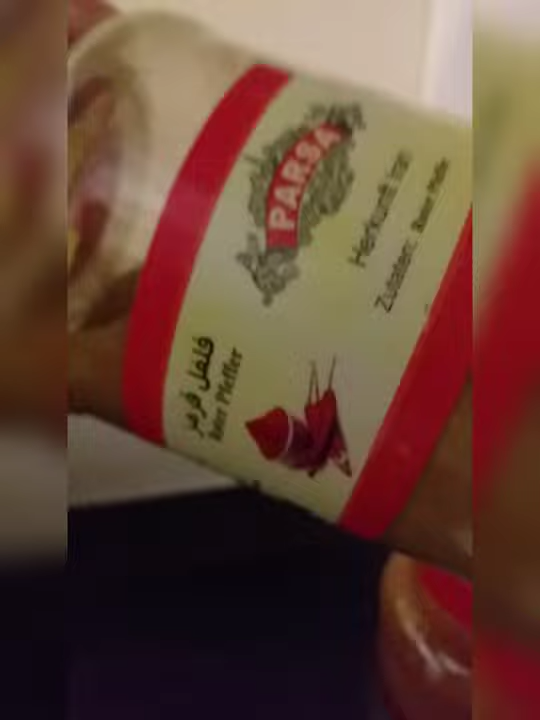 PARSA
Herkunft: Iran
Zutaten: Roter Pfeffer
فلفل قرمز
Roter Pfeffer